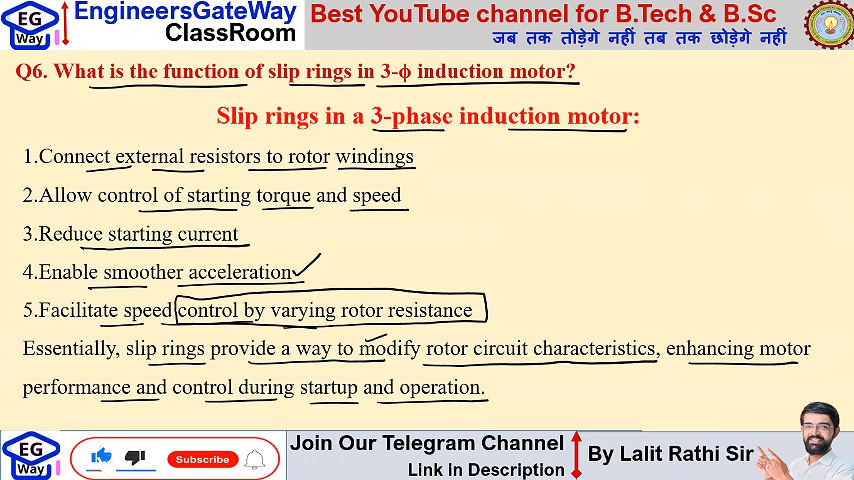 EG
Way
EngineersGateWay
ClassRoom
Best YouTube channel for B.Tech & B.Sc
जब तक तोड़ेगे नहीं तब तक छोड़ेगे नहीं
Q6. What is the function of slip rings in 3-ϕ induction motor?
Slip rings in a 3-phase induction motor:
1.Connect external resistors to rotor windings
2.Allow control of starting torque and speed
3.Reduce starting current
4.Enable smoother acceleration
5.Facilitate speed control by varying rotor resistance
Essentially, slip rings provide a way to modify rotor circuit characteristics, enhancing motor
performance and control during startup and operation.
EG
Way
Subscribe
Join Our Telegram Channel
Link in Description
By Lalit Rathi Sir